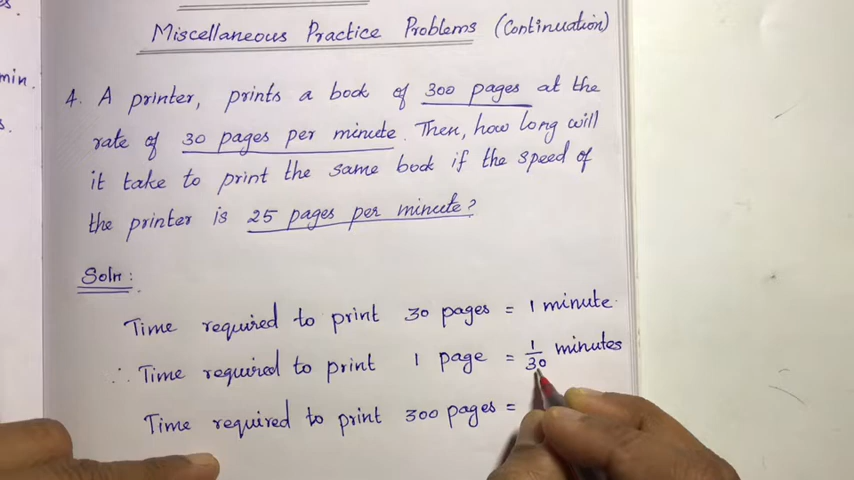 s.
min.
s.
Miscellaneous Practice Problems (Continuation)
4. A printer, prints a book of 300 pages at the
rate of 30 pages per minute. Then, how long will
it take to print the same book if the speed of
the printer is 25 pages per minute?
Soln:
Time required to print 30 pages = 1 minute.
∴ Time required to print 1 page = 1/30 minutes
Time required to print 300 pages =